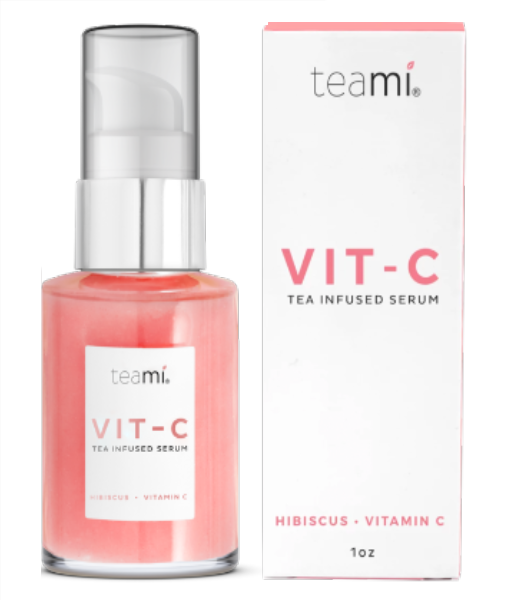 teami®
VIT-C
TEA INFUSED SERUM
HIBISCUS • VITAMIN C
teami®
VIT-C
TEA INFUSED SERUM
HIBISCUS • VITAMIN C
1oz